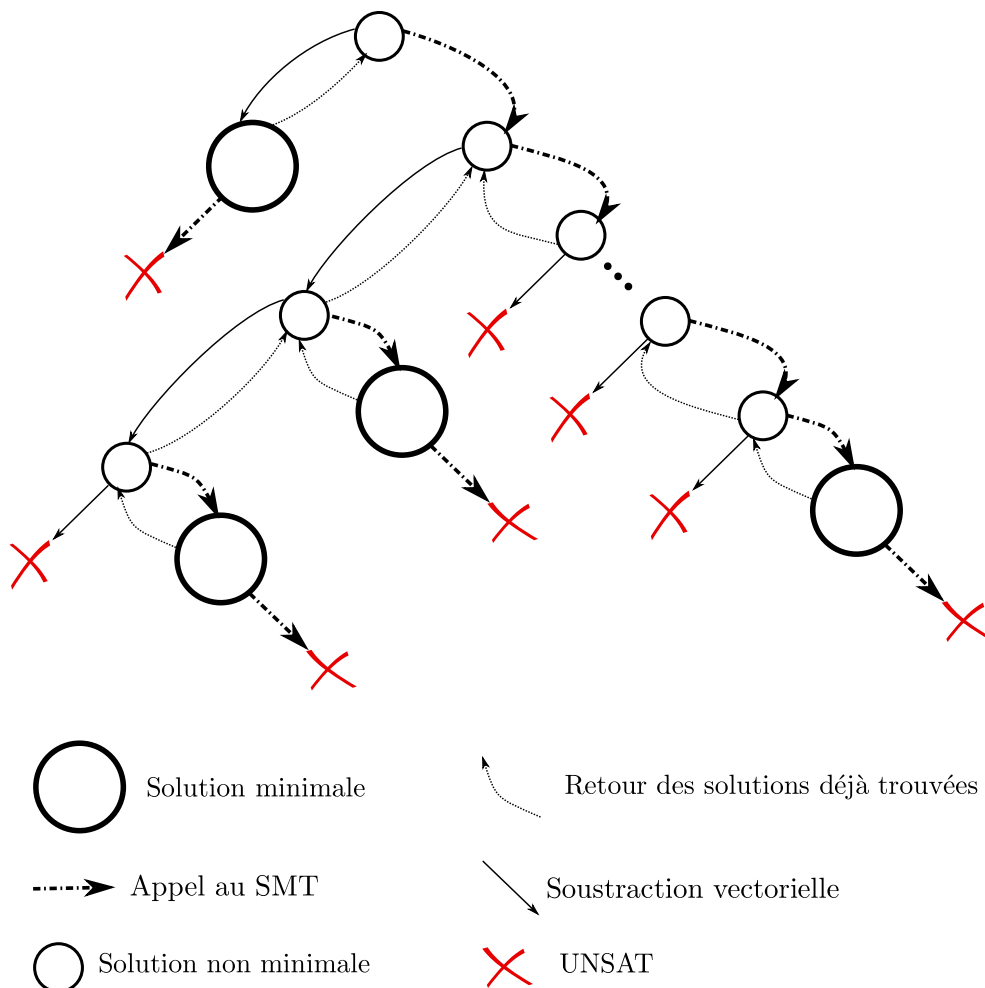 Solution minimale
Retour des solutions déjà trouvées
Appel au SMT
Soustraction vectorielle
Solution non minimale
UNSAT